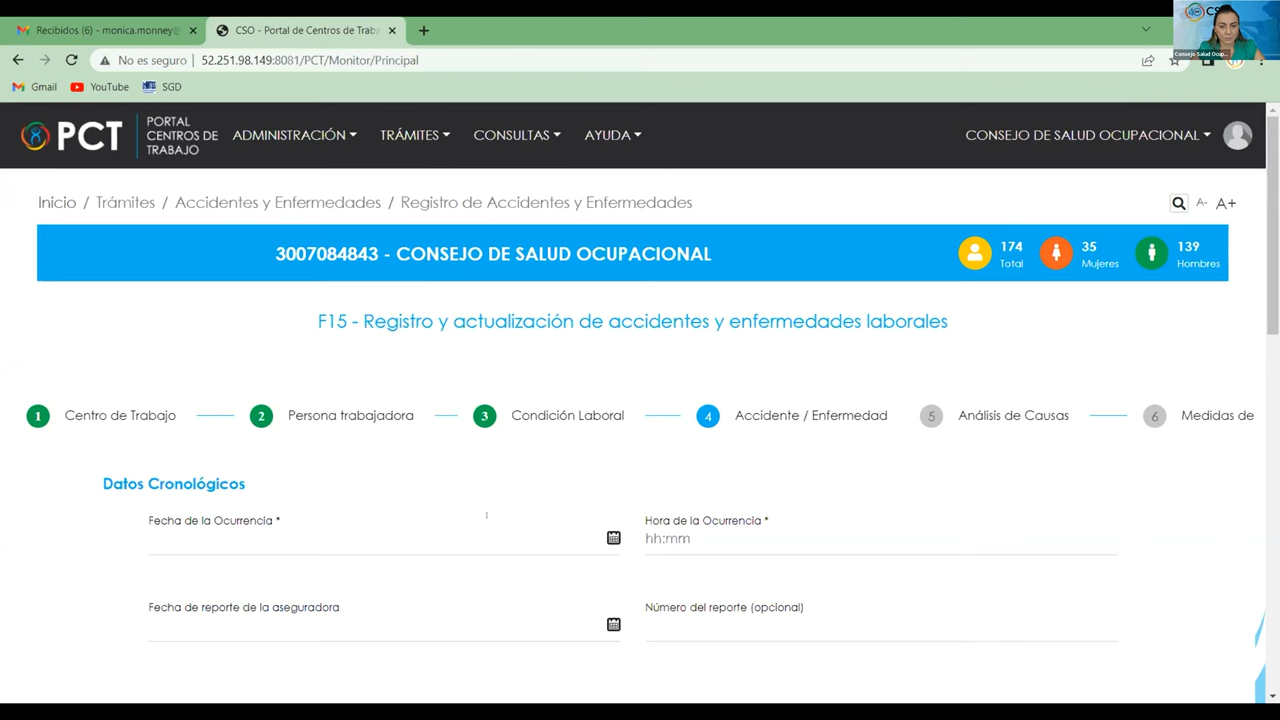 Recibidos (6) - monica.monney@
CSO - Portal de Centros de Traba
No es seguro
52.251.98.149:8081/PCT/Monitor/Principal
Gmail
YouTube
SGD
Consejo Salud Ocup...
PCT
PORTAL
CENTROS DE
TRABAJO
ADMINISTRACIÓN
TRÁMITES
CONSULTAS
AYUDA
CONSEJO DE SALUD OCUPACIONAL
Inicio / Trámites / Accidentes y Enfermedades / Registro de Accidentes y Enfermedades
A-
A+
3007084843 - CONSEJO DE SALUD OCUPACIONAL
174
Total
35
Mujeres
139
Hombres
F15 - Registro y actualización de accidentes y enfermedades laborales
1 Centro de Trabajo
2 Persona trabajadora
3 Condición Laboral
4 Accidente / Enfermedad
5 Análisis de Causas
6 Medidas de
Datos Cronológicos
Fecha de la Ocurrencia *
Hora de la Ocurrencia *
hh:mm
Fecha de reporte de la aseguradora
Número del reporte (opcional)